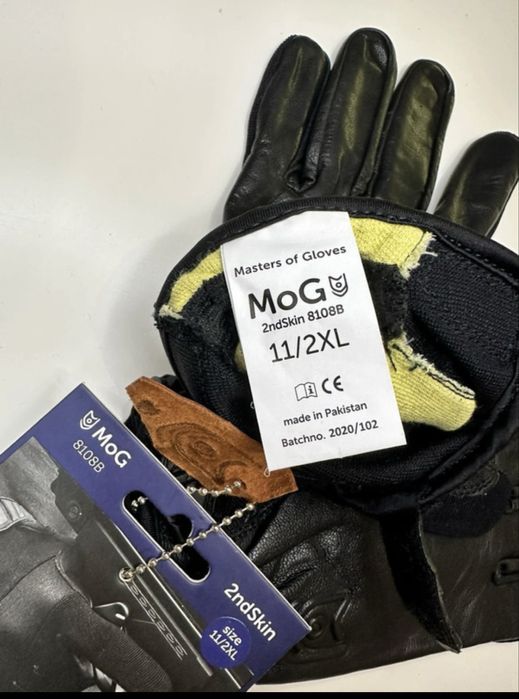 Masters of Gloves
MoG
2ndSkin 8108B
11/2XL
CE
made in Pakistan
Batchno. 2020/102
MoG
8108B
2ndSkin
size
11/2XL